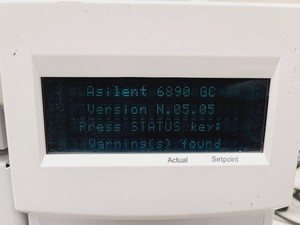 Agilent 6890 GC
Version N.05.05
Press STATUS key:
Warning(s) found
Actual Setpoint